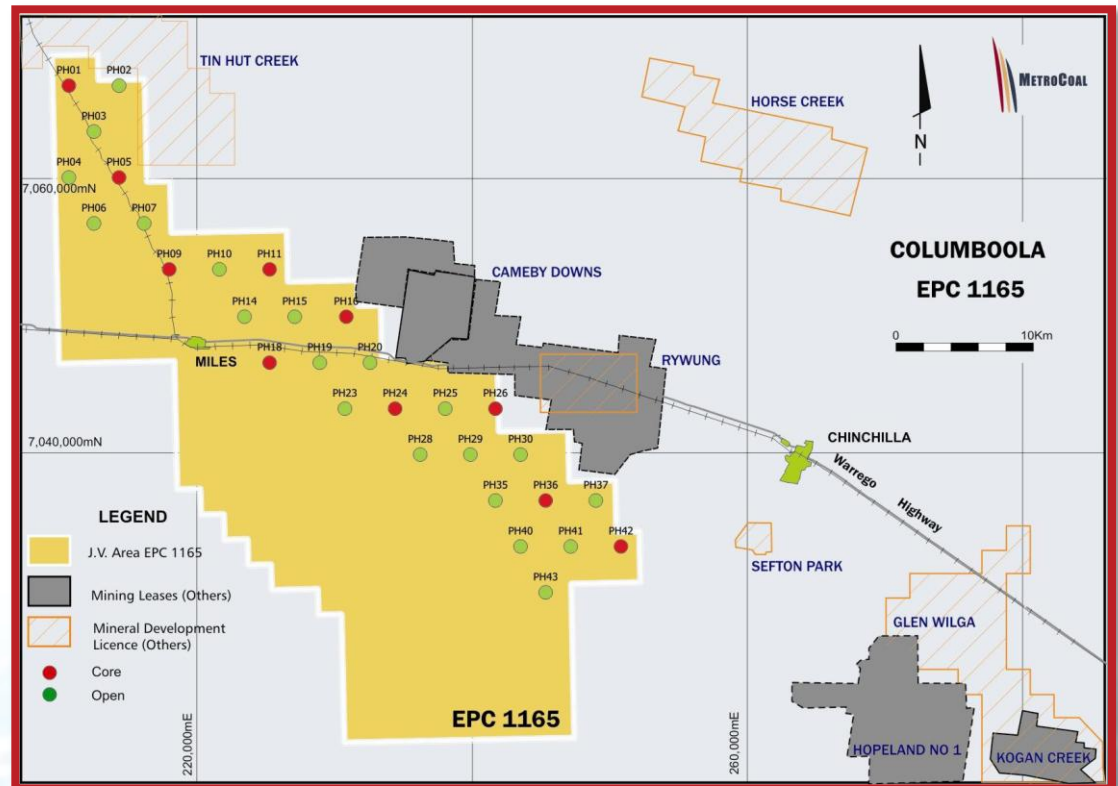 TIN HUT CREEK
METROCOAL
PH01
PH02
HORSE CREEK
PH03
N
PH04
PH05
7,060,000mN
PH06
PH07
COLUMBOOLA
EPC 1165
PH09
PH10
PH11
CAMEBY DOWNS
PH14
PH15
PH16
0
10Km
MILES
PH18
PH19
PH20
RYWUNG
PH23
PH24
PH25
PH26
7,040,000mN
PH28
PH29
PH30
CHINCHILLA
Warrego
Highway
PH35
PH36
PH37
LEGEND
J.V. Area EPC 1165
Mining Leases (Others)
Mineral Development
Licence (Others)
Core
Open
PH40
PH41
PH42
SEFTON PARK
PH43
GLEN WILGA
EPC 1165
220,000mE
260,000mE
HOPELAND NO 1
KOGAN CREEK